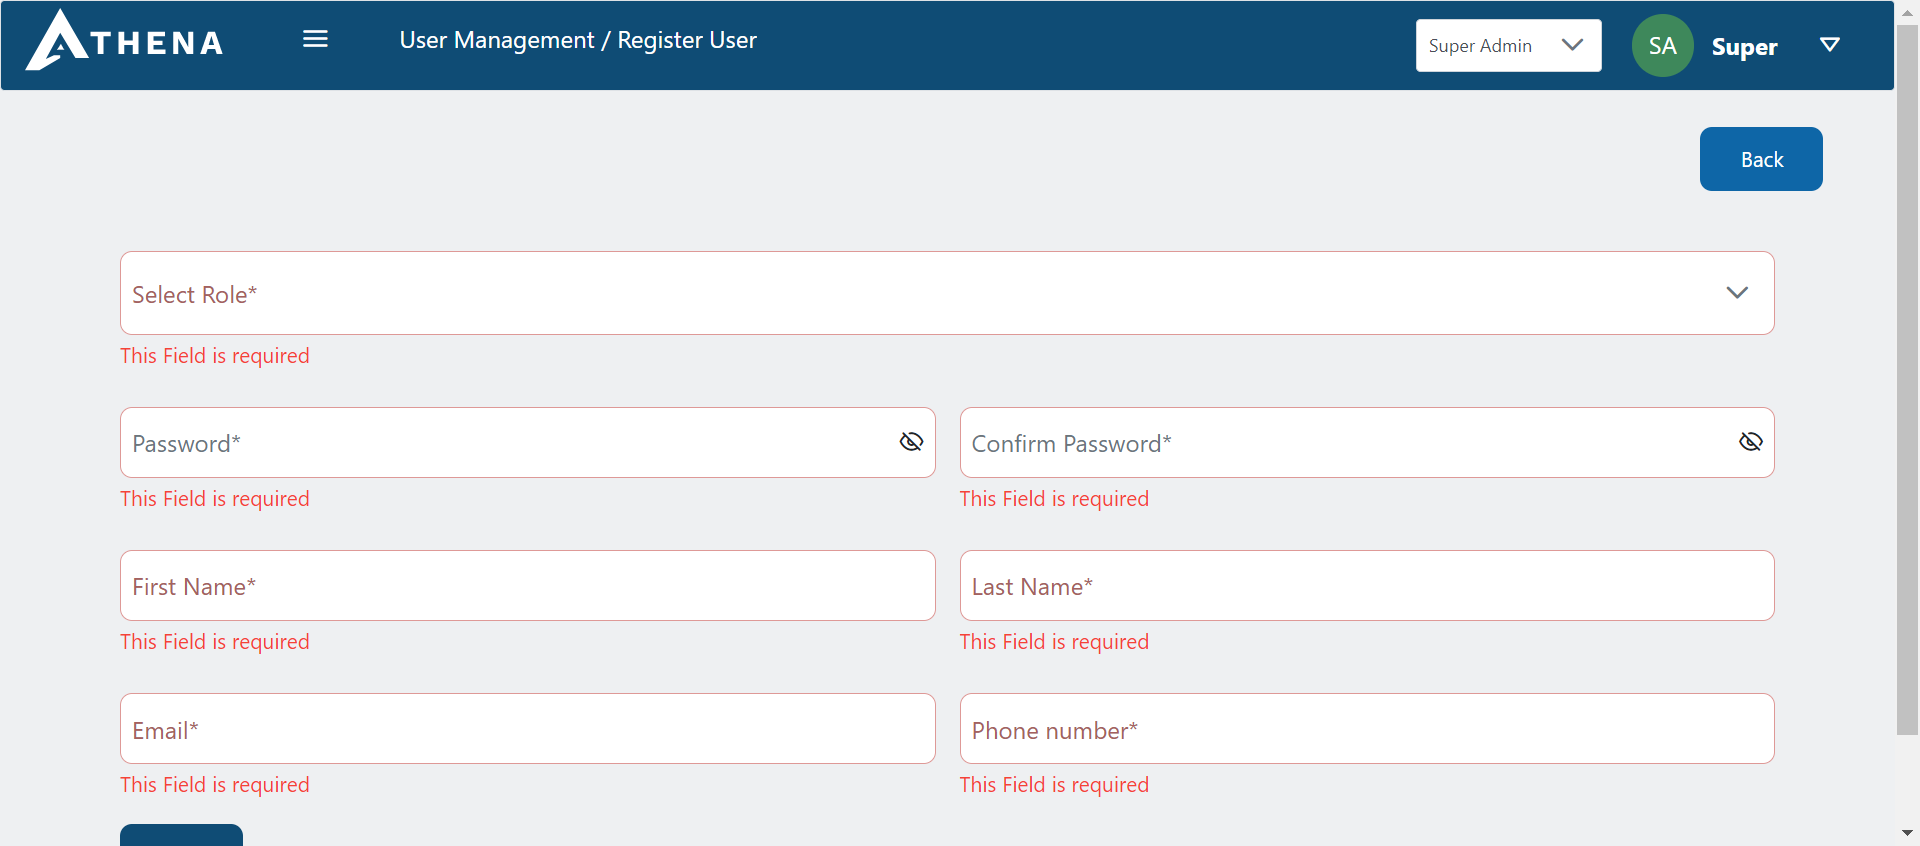 ATHENA
User Management / Register User
Super Admin
SA
Super
Back
Select Role*
This Field is required
Password*
Confirm Password*
This Field is required
This Field is required
First Name*
Last Name*
This Field is required
This Field is required
Email*
Phone number*
This Field is required
This Field is required